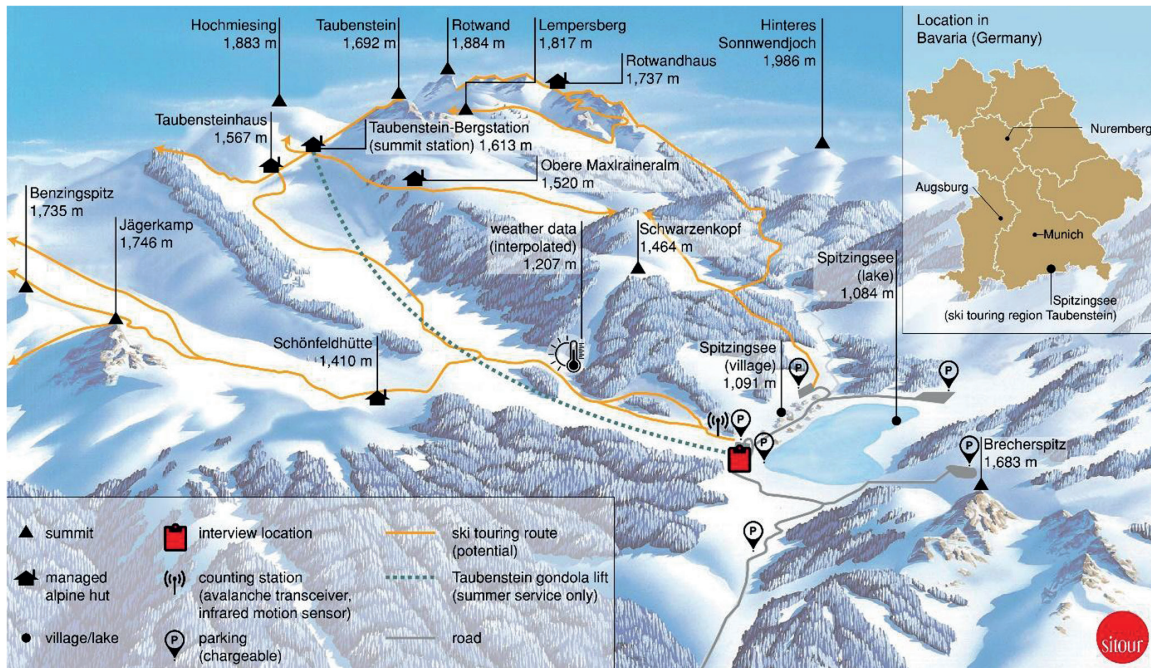 Hochmiesing
1,883 m
Taubenstein
1,692 m
Rotwand
1,884 m
Lempersberg
1,817 m
Hinteres
Sonnwendjoch
1,986 m
Rotwandhaus
1,737 m
Taubensteinhaus
1,567 m
Taubenstein-Bergstation
(summit station) 1,613 m
Obere Maxlraineralm
1,520 m
Benzingspitz
1,735 m
Jägerkamp
1,746 m
weather data
(interpolated)
1,207 m
Schwarzenkopf
1,464 m
Spitzingsee
(lake)
1,084 m
Schönfeldhütte
1,410 m
Spitzingsee
(village)
1,091 m
Brecherspitz
1,683 m
P
P
P
P
P
P
Location in
Bavaria (Germany)
Nuremberg
Augsburg
Munich
Spitzingsee
(ski touring region Taubenstein)
summit
managed
alpine hut
village/lake
interview location
counting station
(avalanche transceiver,
infrared motion sensor)
P
parking
(chargeable)
ski touring route
(potential)
Taubenstein gondola lift
(summer service only)
road
sitour